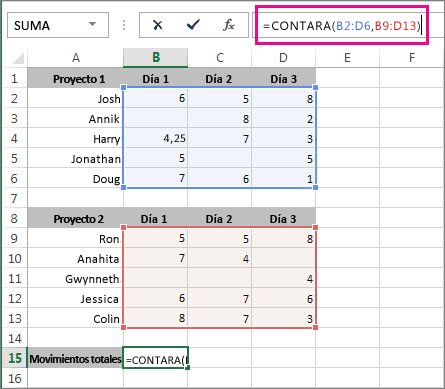 SUMA fx =CONTARA(B2:D6,B9:D13)
A B C D E F
1 Proyecto 1 Día 1 Día 2 Día 3
2 Josh 6 5 8
3 Annik 8 2
4 Harry 4,25 7 3
5 Jonathan 5 5
6 Doug 7 6 1
7
8 Proyecto 2 Día 1 Día 2 Día 3
9 Ron 5 5 8
10 Anahita 7 4
11 Gwynneth 4
12 Jessica 6 7 6
13 Colin 8 7 3
14
15 Movimientos totales =CONTARA(
16